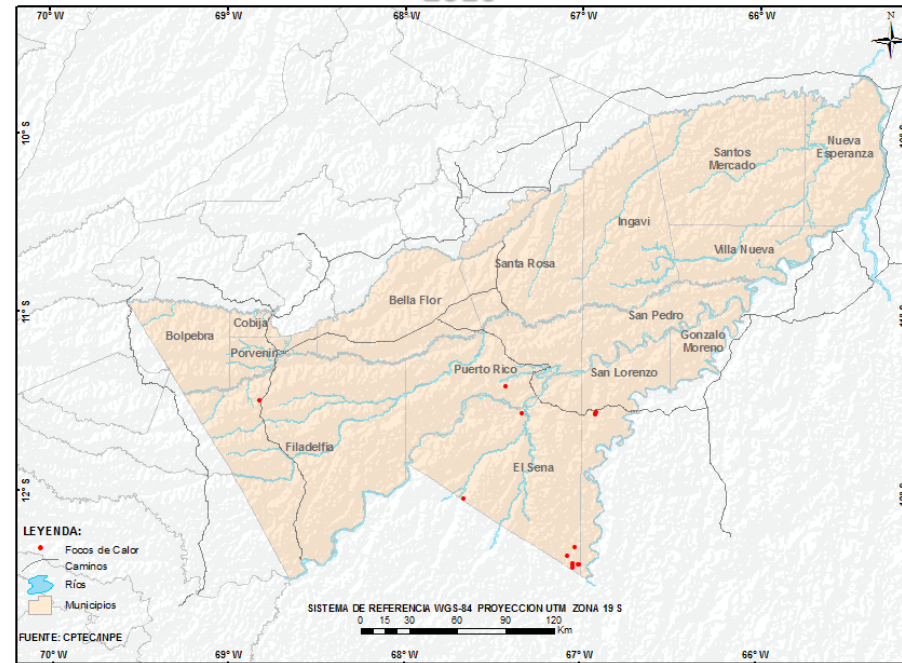 70° W 69° W 68° W 67° W 66° W
N
10° S
10° S
Nueva
Esperanza
Santos
Mercado
Ingavi
Villa Nueva
Santa Rosa
Bella Flor
11° S
11° S
San Pedro
Cobija
Bolpebra
Gonzalo
Moreno
Porvenir
Puerto Rico
San Lorenzo
Filadelfia
El Sena
12° S
LEYENDA:
Focos de Calor
Caminos
Ríos
Municipios
SISTEMA DE REFERENCIA WGS-84 PROYECCION UTM ZONA 19 S
0 15 30 60 90 120
Km
FUENTE: CPTEC/INPE
70° W 69° W 68° W 67° W 66° W